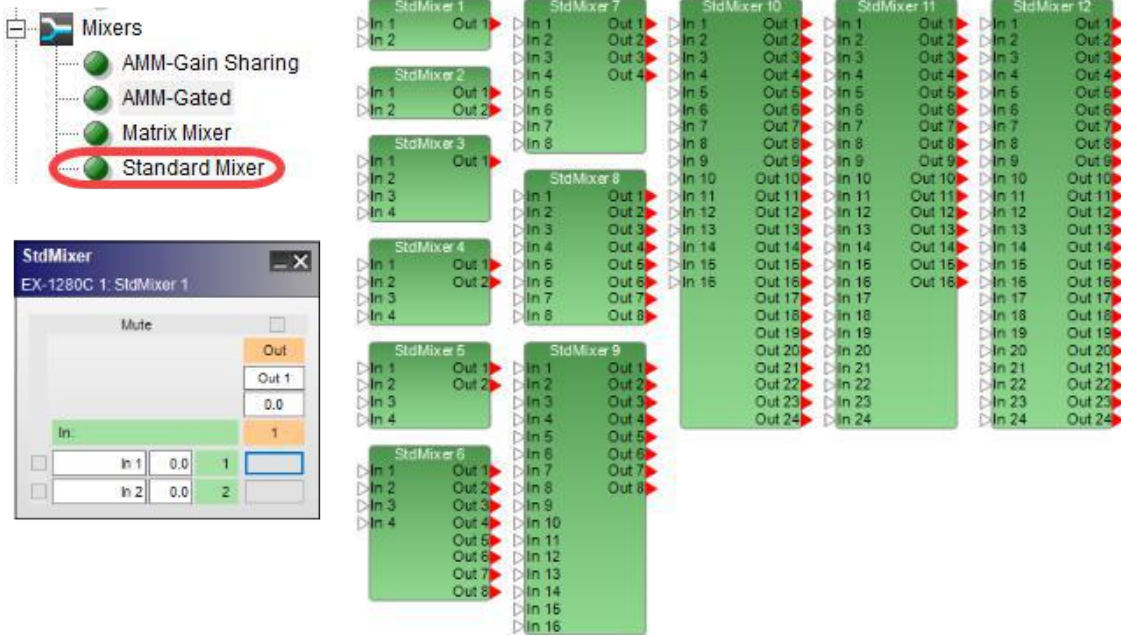 Mixers
AMM-Gain Sharing
AMM-Gated
Matrix Mixer
Standard Mixer
StdMixer
EX-1280C 1: StdMixer 1
Mute
Out
Out 1
0.0
In: 1
In 1 0.0 1
In 2 0.0 2
StdMixer 1
In 1 Out 1
In 2
StdMixer 2
In 1 Out 1
In 2 Out 2
StdMixer 3
In 1 Out 1
In 2
In 3
In 4
StdMixer 4
In 1 Out 1
In 2 Out 2
In 3
In 4
StdMixer 5
In 1 Out 1
In 2 Out 2
In 3
In 4
StdMixer 6
In 1 Out 1
In 2 Out 2
In 3 Out 3
In 4 Out 4
Out 5
Out 6
Out 7
Out 8
StdMixer 7
In 1 Out 1
In 2 Out 2
In 3 Out 3
In 4 Out 4
In 5
In 6
In 7
In 8
StdMixer 8
In 1 Out 1
In 2 Out 2
In 3 Out 3
In 4 Out 4
In 5 Out 5
In 6 Out 6
In 7 Out 7
In 8 Out 8
StdMixer 9
In 1 Out 1
In 2 Out 2
In 3 Out 3
In 4 Out 4
In 5 Out 5
In 6 Out 6
In 7 Out 7
In 8 Out 8
In 9
In 10
In 11
In 12
In 13
In 14
In 15
In 16
StdMixer 10
In 1 Out 1
In 2 Out 2
In 3 Out 3
In 4 Out 4
In 5 Out 5
In 6 Out 6
In 7 Out 7
In 8 Out 8
In 9 Out 9
In 10 Out 10
In 11 Out 11
In 12 Out 12
In 13 Out 13
In 14 Out 14
In 15 Out 15
In 16 Out 16
Out 17
Out 18
Out 19
Out 20
Out 21
Out 22
Out 23
Out 24
StdMixer 11
In 1 Out 1
In 2 Out 2
In 3 Out 3
In 4 Out 4
In 5 Out 5
In 6 Out 6
In 7 Out 7
In 8 Out 8
In 9 Out 9
In 10 Out 10
In 11 Out 11
In 12 Out 12
In 13 Out 13
In 14 Out 14
In 15 Out 15
In 16 Out 16
In 17
In 18
In 19
In 20
In 21
In 22
In 23
In 24
StdMixer 12
In 1 Out 1
In 2 Out 2
In 3 Out 3
In 4 Out 4
In 5 Out 5
In 6 Out 6
In 7 Out 7
In 8 Out 8
In 9 Out 9
In 10 Out 10
In 11 Out 11
In 12 Out 12
In 13 Out 13
In 14 Out 14
In 15 Out 15
In 16 Out 16
In 17 Out 17
In 18 Out 18
In 19 Out 19
In 20 Out 20
In 21 Out 21
In 22 Out 22
In 23 Out 23
In 24 Out 24